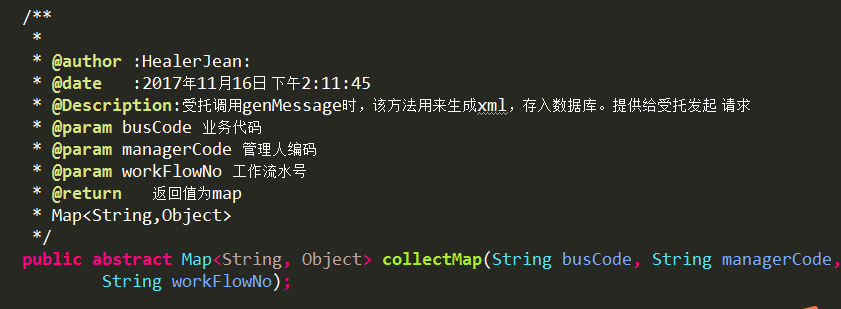 /**
 *
 * @author :HealerJean:
 * @date   :2017年11月16日 下午2:11:45
 * @Description:受托调用genMessage时，该方法用来生成xml，存入数据库。提供给受托发起 请求
 * @param busCode 业务代码
 * @param managerCode 管理人编码
 * @param workFlowNo 工作流水号
 * @return   返回值为map
 * Map<String,Object>
 */
public abstract Map<String, Object> collectMap(String busCode, String managerCode,
        String workFlowNo);